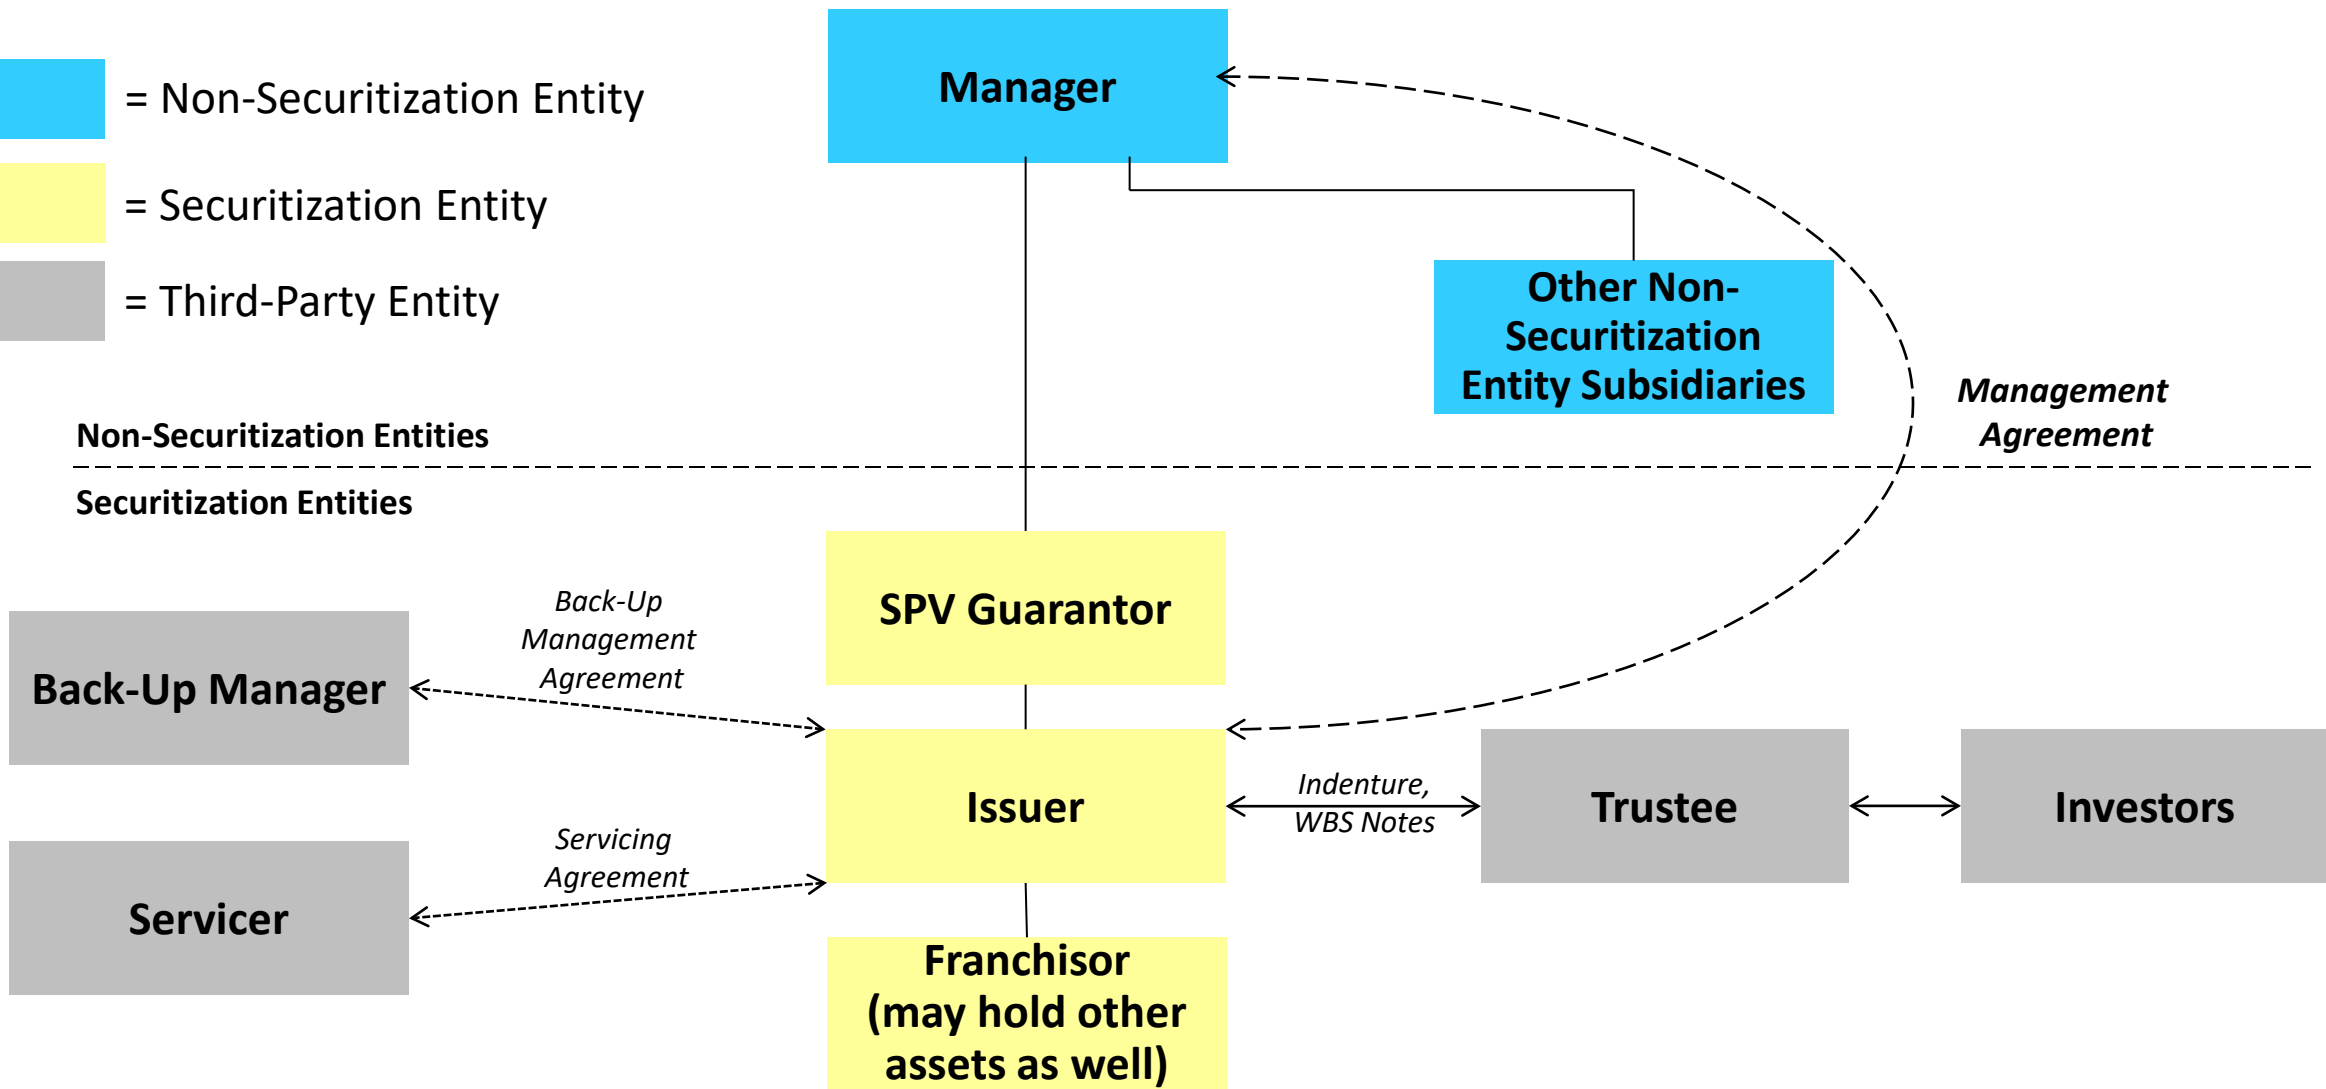 Manager
= Non-Securitization Entity
= Securitization Entity
= Third-Party Entity
Other Non-
Securitization
Entity Subsidiaries
Management
Agreement
Non-Securitization Entities
Securitization Entities
SPV Guarantor
Back-Up
Management
Agreement
Back-Up Manager
Issuer
Indenture,
WBS Notes
Trustee
Investors
Servicing
Agreement
Servicer
Franchisor
(may hold other
assets as well)